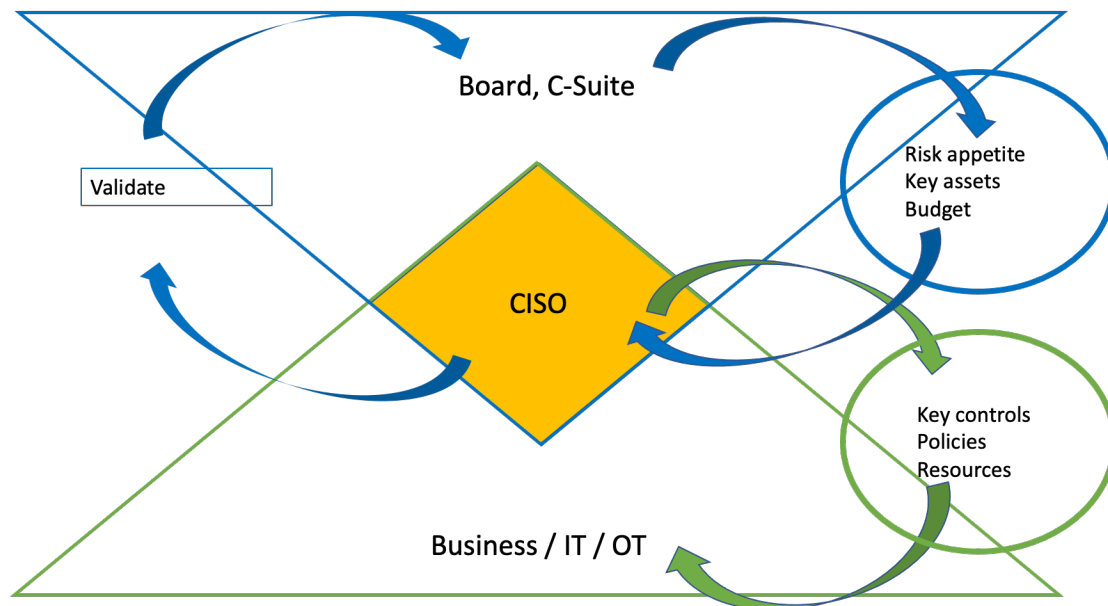 Board, C-Suite
Risk appetite
Key assets
Budget
Validate
CISO
Key controls
Policies
Resources
Business / IT / OT